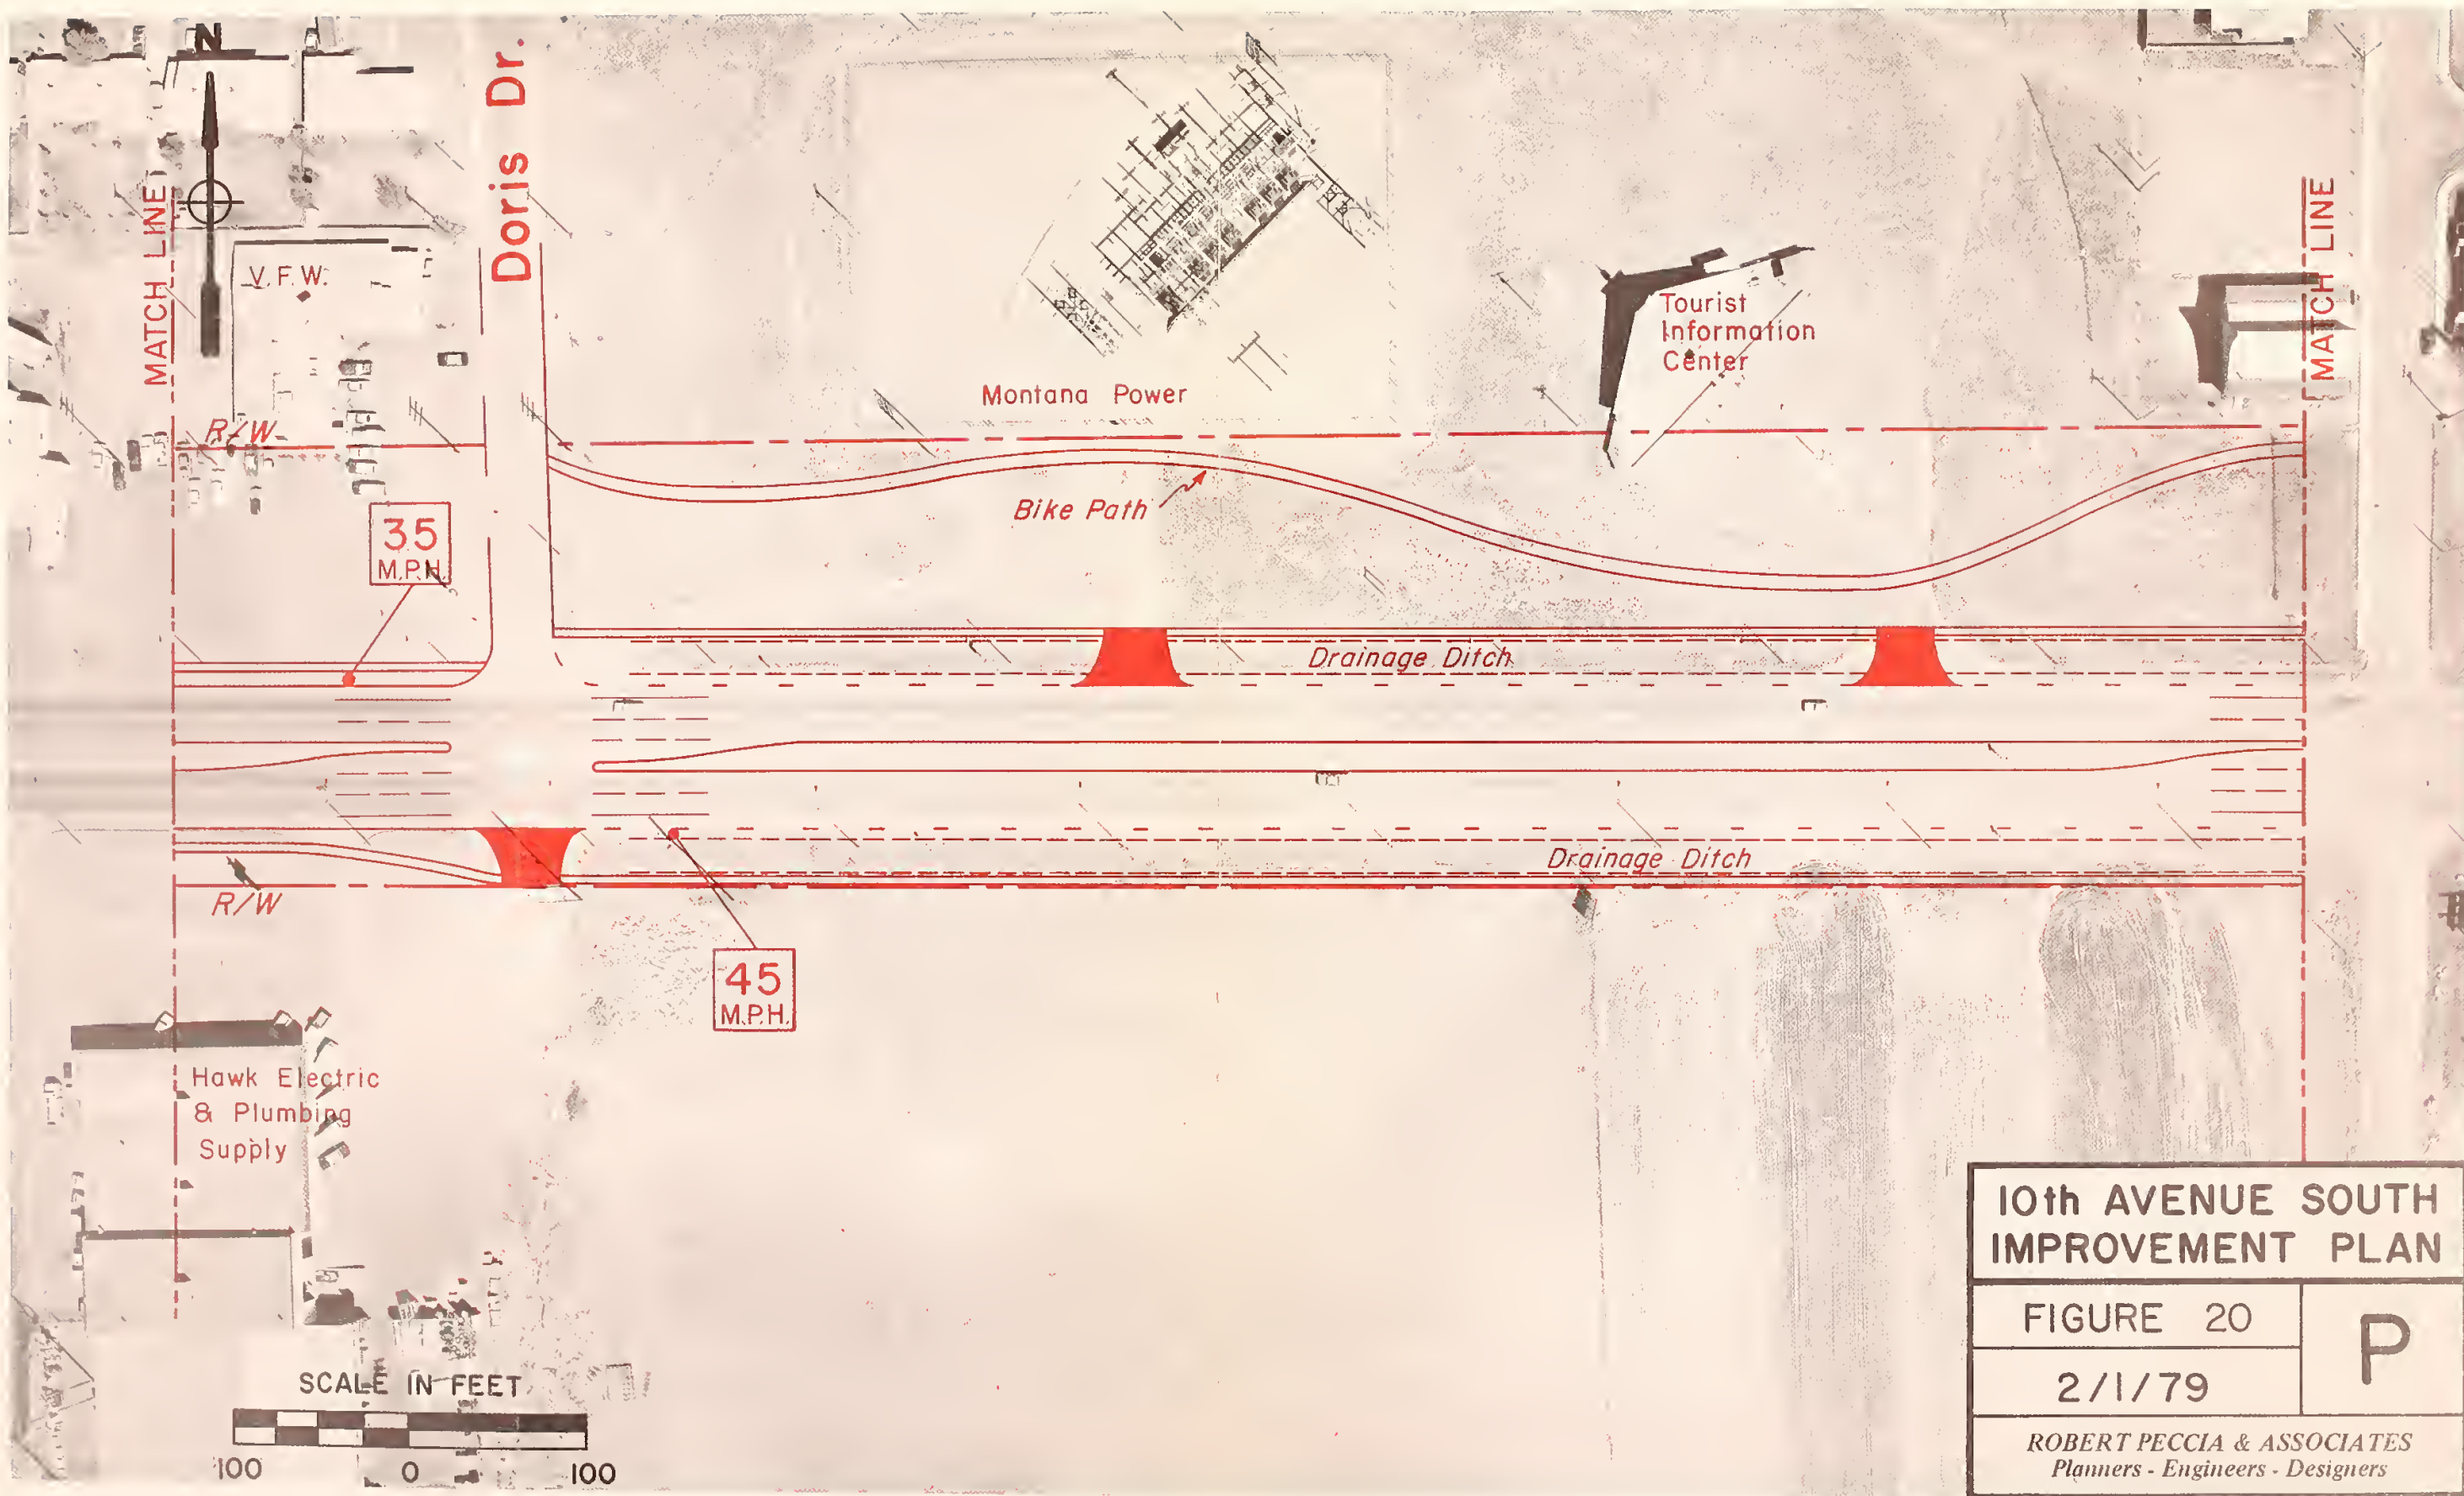 N
Doris Dr.
MATCH LINE
V.F.W.
R/W
35
M.P.H.
Montana Power
Tourist
Information
Center
MATCH LINE
Bike Path
Drainage Ditch
Drainage Ditch
R/W
45
M.P.H.
Hawk Electric
& Plumbing
Supply
SCALE IN FEET
100 0 100
10th AVENUE SOUTH
IMPROVEMENT PLAN
FIGURE 20
P
2/1/79
ROBERT PECCIA & ASSOCIATES
Planners - Engineers - Designers